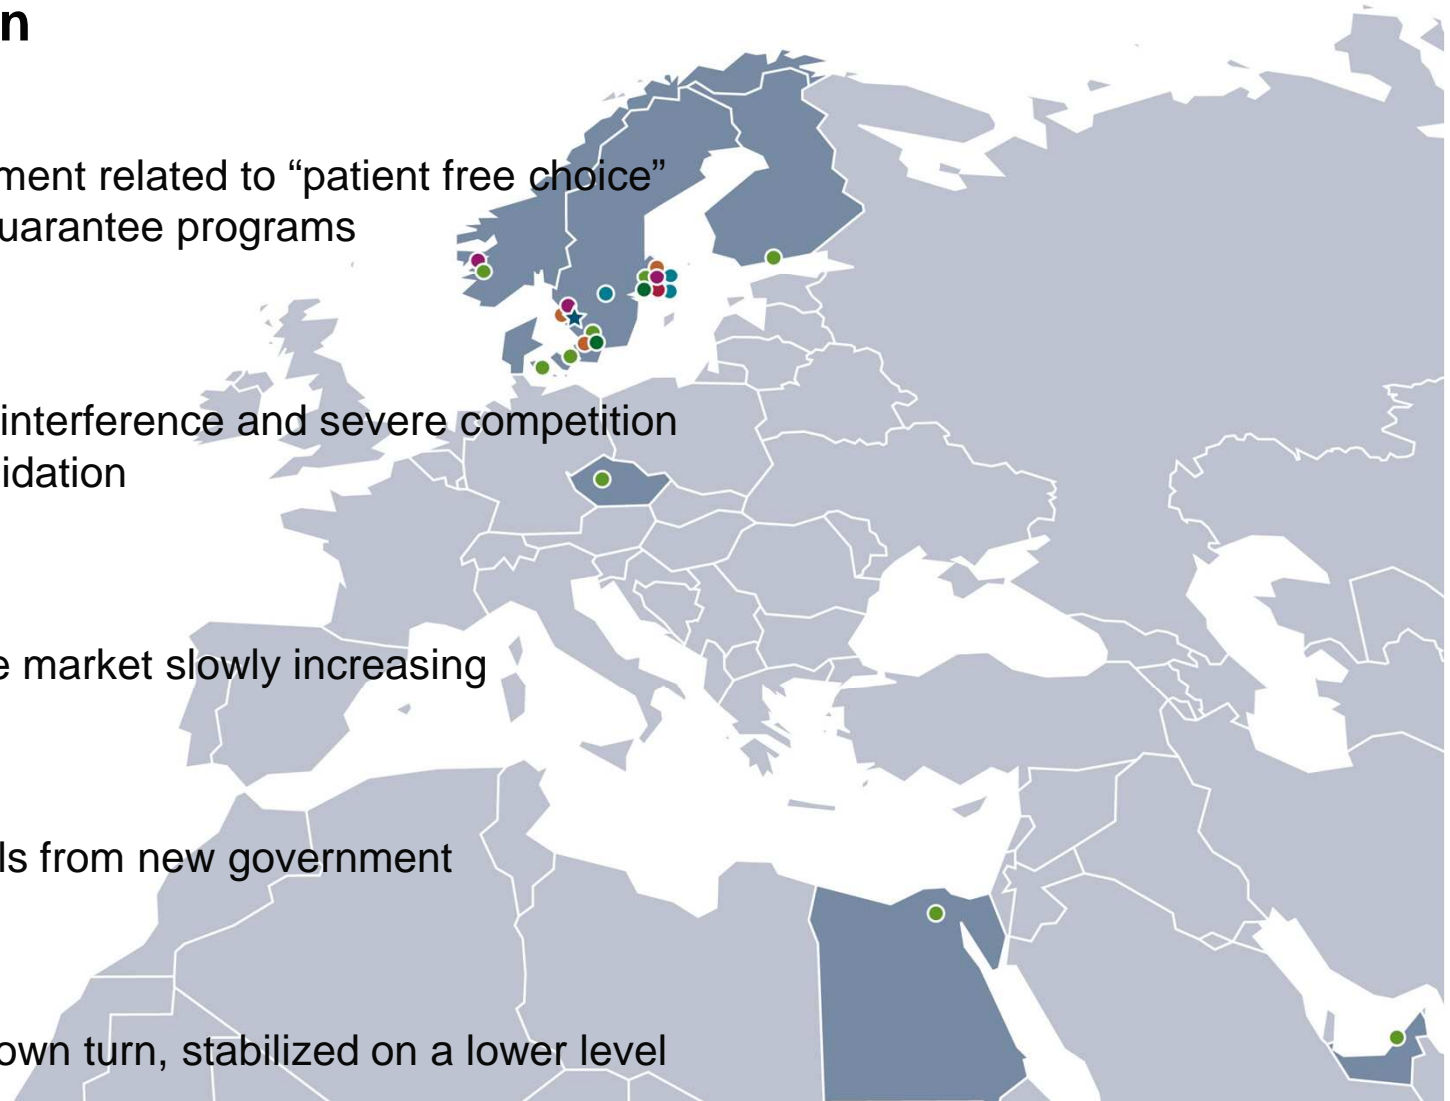 n
ment related to “patient free choice”
uarantee programs
interference and severe competition
idation
e market slowly increasing
ls from new government
own turn, stabilized on a lower level